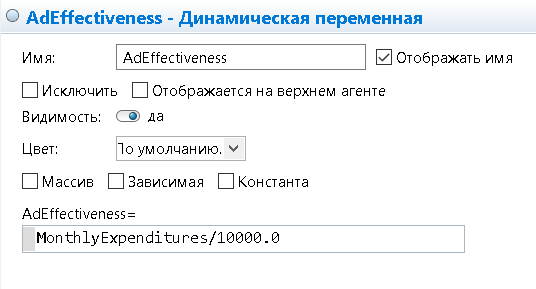 AdEffectiveness - Динамическая переменная
Имя: AdEffectiveness Отображать имя
Исключить Отображается на верхнем агенте
Видимость: да
Цвет: По умолчанию.
Массив Зависимая Константа
AdEffectiveness=
MonthlyExpenditures/10000.0